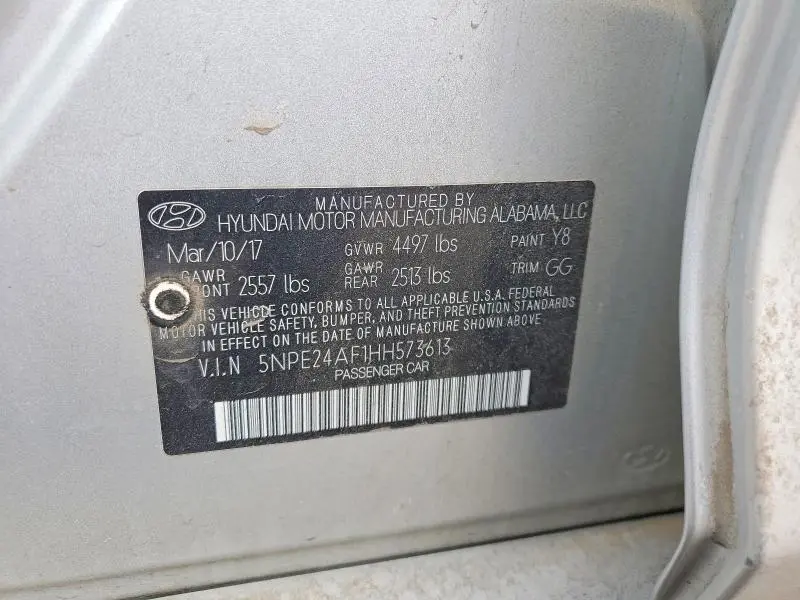 MANUFACTURED BY
HYUNDAI MOTOR MANUFACTURING ALABAMA, LLC
Mar/10/17 GVWR 4497 lbs PAINT Y8
GAWR FRONT 2557 lbs GAWR REAR 2513 lbs TRIM GG
THIS VEHICLE CONFORMS TO ALL APPLICABLE U.S.A. FEDERAL
MOTOR VEHICLE SAFETY, BUMPER, AND THEFT PREVENTION STANDARDS
IN EFFECT ON THE DATE OF MANUFACTURE SHOWN ABOVE.
V.I.N 5NPE24AF1HH573613
PASSENGER CAR